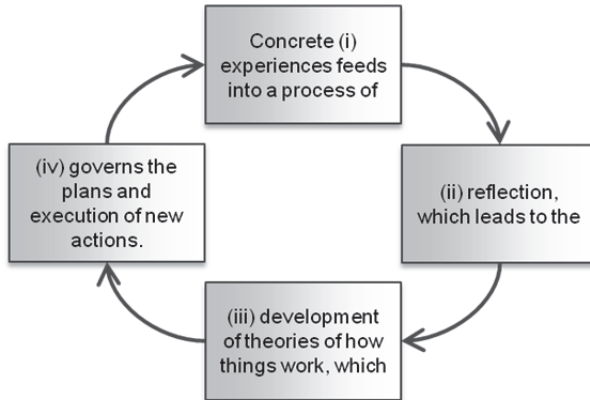 Concrete (i)
experiences feeds
into a process of
(ii) reflection,
which leads to the
(iii) development
of theories of how
things work, which
(iv) governs the
plans and
execution of new
actions.